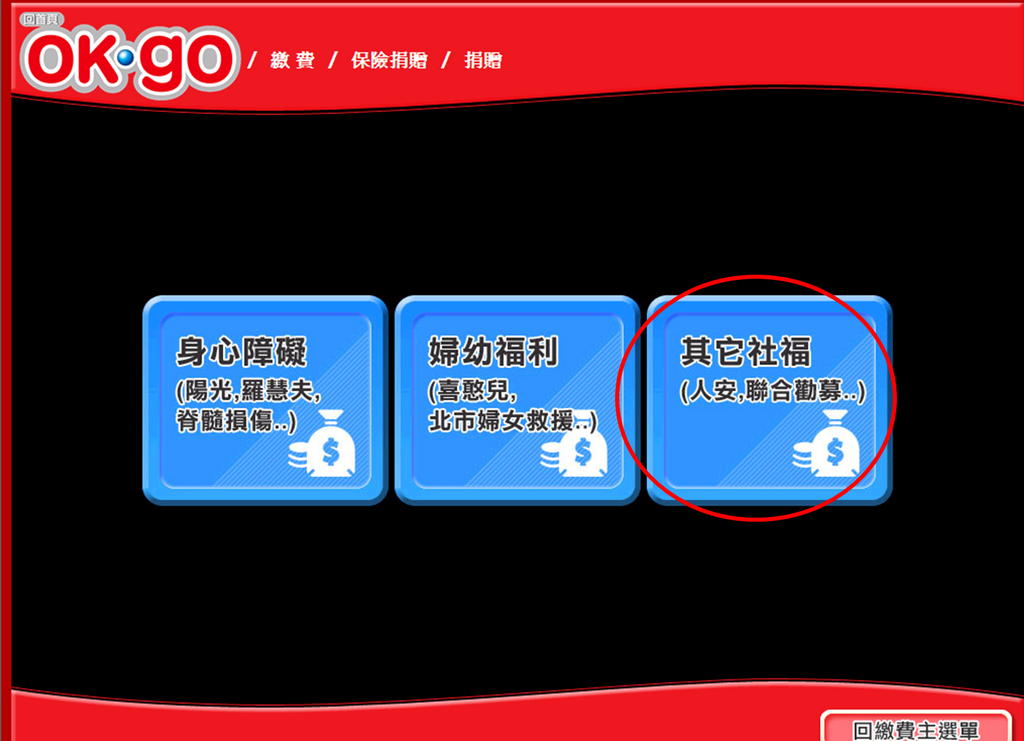 回首頁
OK·go / 繳費 / 保險捐贈 / 捐贈
身心障礙
(陽光,羅慧夫,
脊髓損傷..)
$
婦幼福利
(喜憨兒,
北市婦女救援..)
$
其它社福
(人安,聯合勸募..)
$
回繳費主選單